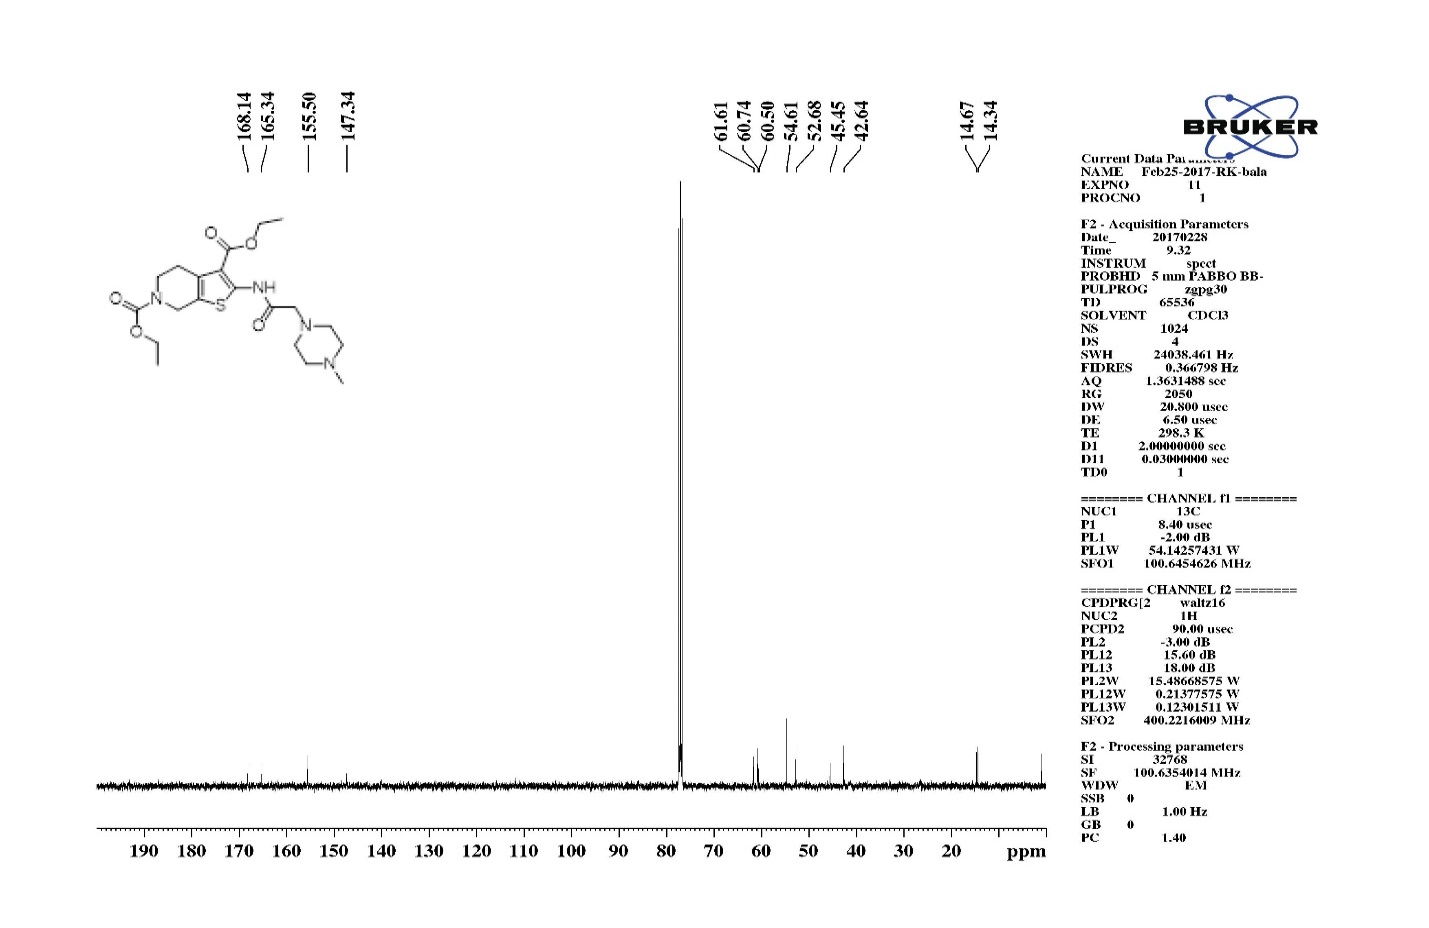 168.14
165.34
155.50
147.34
61.61
60.74
60.50
54.61
52.68
45.45
42.64
14.67
14.34
O
O
O
N
O
S
NH
O
N
N
190 180 170 160 150 140 130 120 110 100 90 80 70 60 50 40 30 20 ppm
BRUKER
Current Data
NAME Feb25-2017-RK-bala
EXPNO 11
PROCNO 1
F2 - Acquisition Parameters
Date_ 20170228
Time 9.32
INSTRUM spect
PROBHD 5 mm PABBO BB-
PULPROG zgpg30
TD 65536
SOLVENT CDCl3
NS 1024
DS 4
SWH 24038.461 Hz
FIDRES 0.366798 Hz
AQ 1.3631488 sec
RG 2050
DW 20.800 usec
DE 6.50 usec
TE 298.3 K
D1 2.00000000 sec
D11 0.03000000 sec
TD0 1
======== CHANNEL f1 ========
NUC1 13C
P1 8.40 usec
PL1 -2.00 dB
PL1W 54.14257431 W
SFO1 100.6454626 MHz
======== CHANNEL f2 ========
CPDPRG[2 waltz16
NUC2 1H
PCPD2 90.00 usec
PL2 -3.00 dB
PL12 15.60 dB
PL13 18.00 dB
PL2W 15.48668575 W
PL12W 0.21377575 W
PL13W 0.12301511 W
SFO2 400.2216009 MHz
F2 - Processing parameters
SI 32768
SF 100.6354014 MHz
WDW EM
SSB 0
LB 1.00 Hz
GB 0
PC 1.40